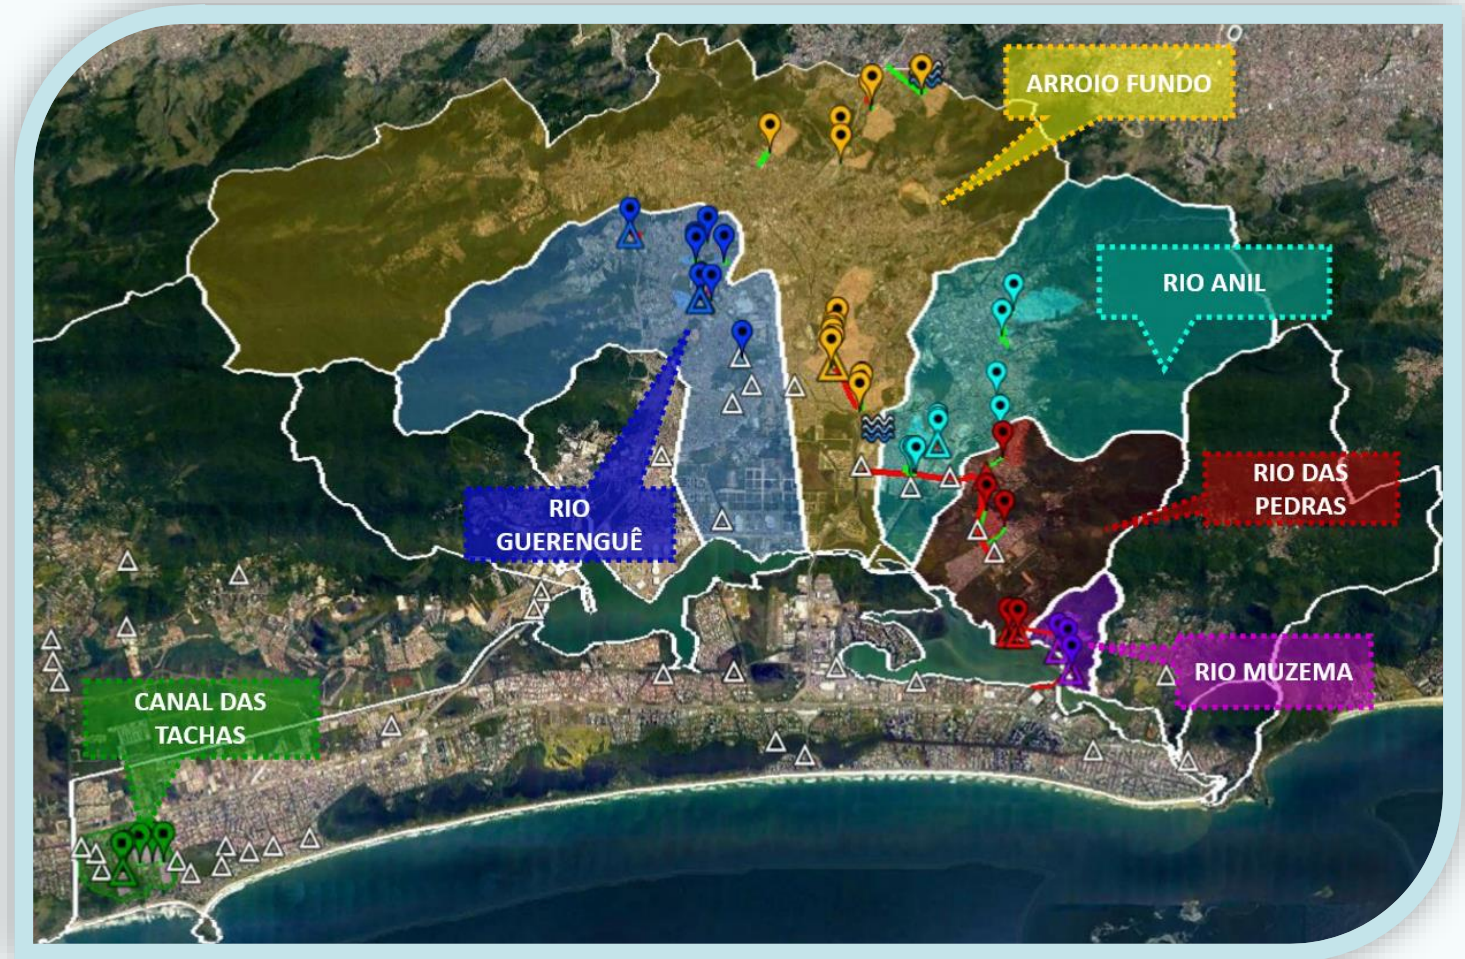 ARROIO FUNDO
RIO ANIL
RIO DAS
PEDRAS
RIO
GUERENGUÊ
RIO MUZEMA
CANAL DAS
TACHAS